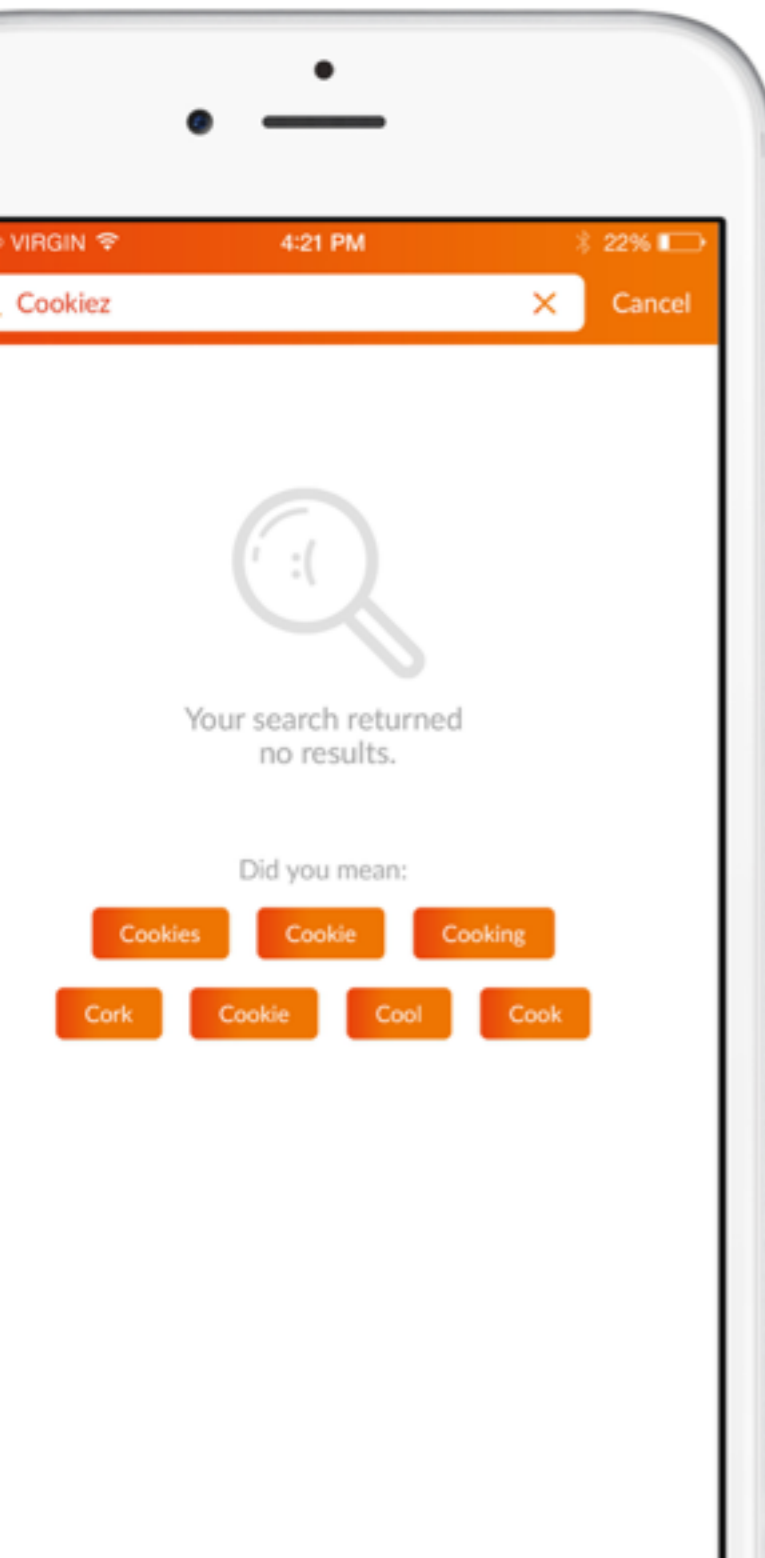 VIRGIN 4:21 PM 22%
Cookiez Cancel
:(
Your search returned
no results.
Did you mean:
Cookies Cookie Cooking
Cork Cookie Cool Cook